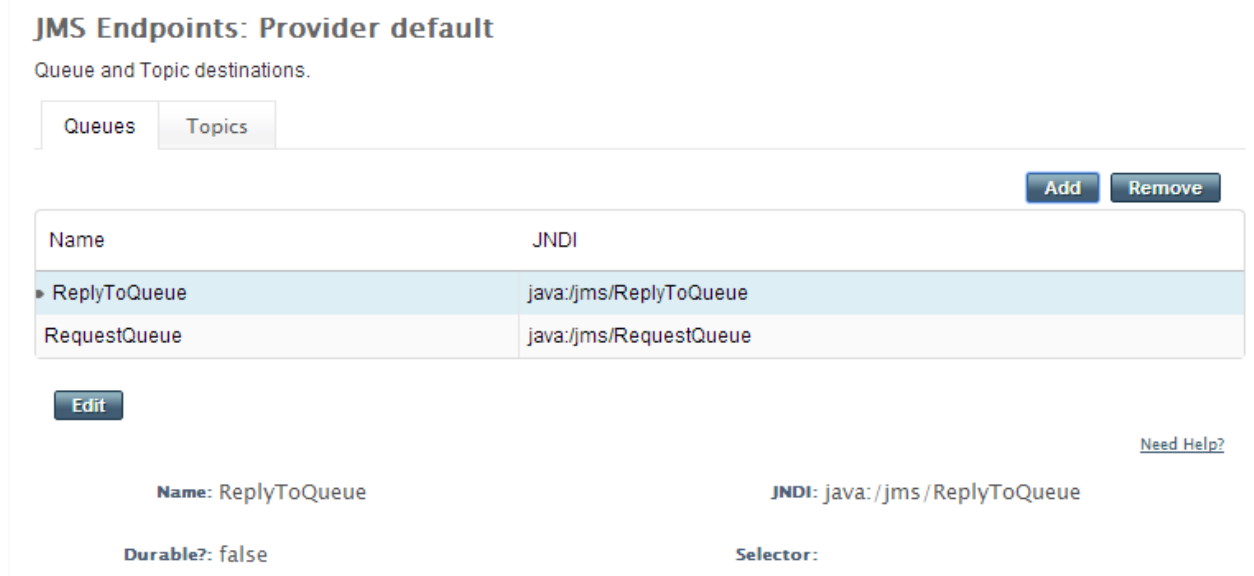 JMS Endpoints: Provider default
Queue and Topic destinations.
Queues Topics
Add Remove
Name JNDI
ReplyToQueue java:/jms/ReplyToQueue
RequestQueue java:/jms/RequestQueue
Edit
Need Help?
Name: ReplyToQueue JNDI: java:/jms/ReplyToQueue
Durable?: false Selector: